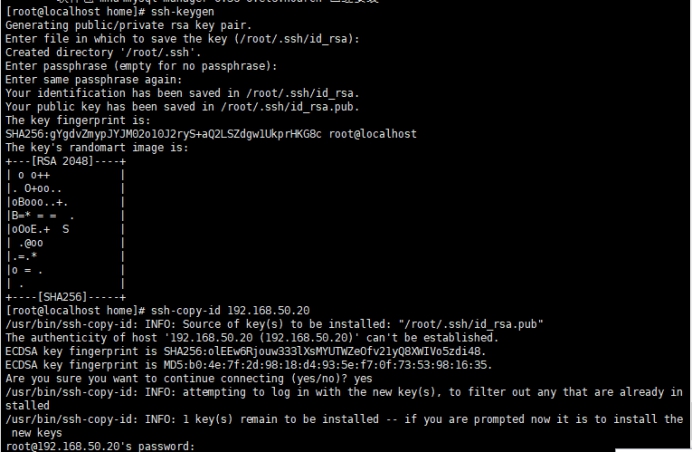 [root@localhost home]# ssh-keygen
Generating public/private rsa key pair.
Enter file in which to save the key (/root/.ssh/id_rsa):
Created directory '/root/.ssh'.
Enter passphrase (empty for no passphrase):
Enter same passphrase again:
Your identification has been saved in /root/.ssh/id_rsa.
Your public key has been saved in /root/.ssh/id_rsa.pub.
The key fingerprint is:
SHA256:gYgdvZmypJYJM02o10J2ryS+aQ2LSZdgw1UkprHKG8c root@localhost
The key's randomart image is:
+---[RSA 2048]----+
| o o++           |
|. O+oo..         |
|oBooo..+.        |
|B=* = =  .       |
|oOoE.+  S        |
| .@oo            |
|.=.*             |
|o = .            |
| .               |
+----[SHA256]-----+
[root@localhost home]# ssh-copy-id 192.168.50.20
/usr/bin/ssh-copy-id: INFO: Source of key(s) to be installed: "/root/.ssh/id_rsa.pub"
The authenticity of host '192.168.50.20 (192.168.50.20)' can't be established.
ECDSA key fingerprint is SHA256:olEEw6Rjouw333lXsMYUTWZeOfv21yQ8XWIVo5zdi48.
ECDSA key fingerprint is MD5:b0:4e:7f:2d:98:18:d4:93:5e:f7:0f:73:53:98:16:35.
Are you sure you want to continue connecting (yes/no)? yes
/usr/bin/ssh-copy-id: INFO: attempting to log in with the new key(s), to filter out any that are already in
stalled
/usr/bin/ssh-copy-id: INFO: 1 key(s) remain to be installed -- if you are prompted now it is to install the
 new keys
root@192.168.50.20's password: